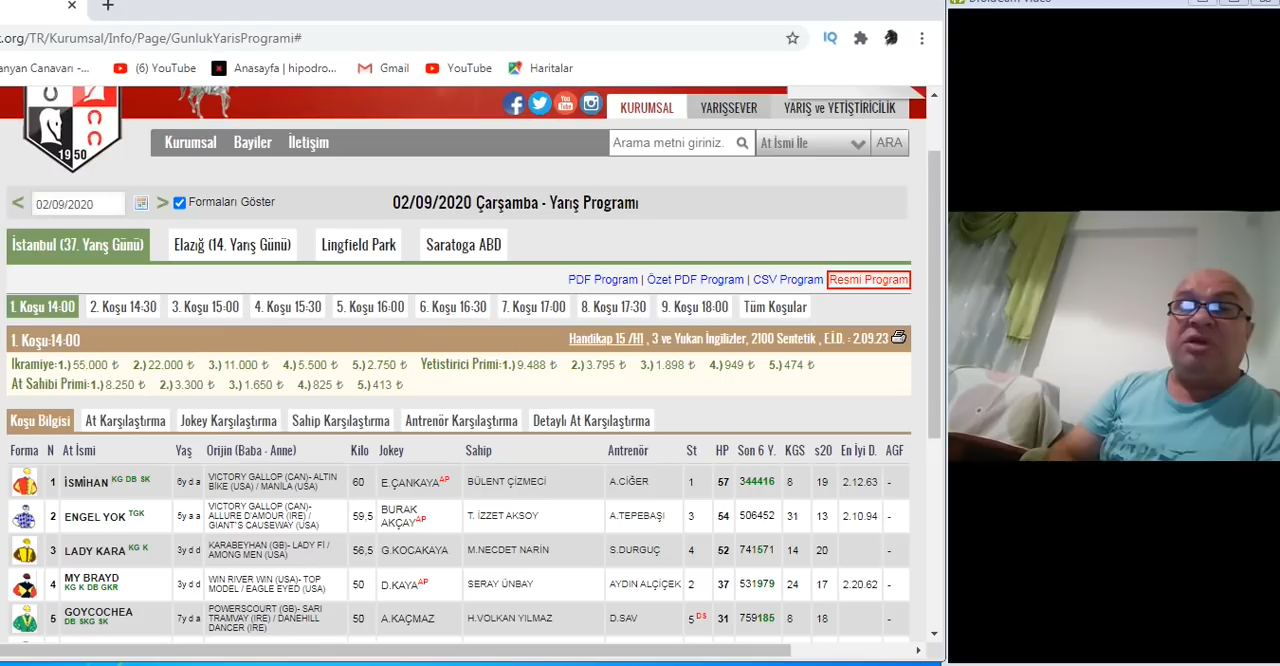 DroidCam Video
.org/TR/Kurumsal/Info/Page/GunlukYarisProgrami#
IQ
anyan Canavarı -...
(6) YouTube
Anasayfa | hipodro...
Gmail
YouTube
Haritalar
1950
KURUMSAL
YARIŞSEVER
YARIŞ ve YETİŞTİRİCİLİK
Kurumsal
Bayiler
İletişim
Arama metni giriniz.
At İsmi İle
ARA
< 02/09/2020 > Formaları Göster
02/09/2020 Çarşamba - Yarış Programı
İstanbul (37. Yarış Günü)
Elazığ (14. Yarış Günü)
Lingfield Park
Saratoga ABD
PDF Program | Özet PDF Program | CSV Program Resmi Program
1. Koşu 14:00
2. Koşu 14:30
3. Koşu 15:00
4. Koşu 15:30
5. Koşu 16:00
6. Koşu 16:30
7. Koşu 17:00
8. Koşu 17:30
9. Koşu 18:00
Tüm Koşular
1. Koşu:14:00
Handikap 15 /H1 , 3 ve Yukarı İngilizler, 2100 Sentetik , E.İ.D. : 2.09.23
İkramiye:1.) 55.000 ₺ 2.) 22.000 ₺ 3.) 11.000 ₺ 4.) 5.500 ₺ 5.) 2.750 ₺ Yetistirici Primi:1.) 9.488 ₺ 2.) 3.795 ₺ 3.) 1.898 ₺ 4.) 949 ₺ 5.) 474 ₺
At Sahibi Primi:1.) 8.250 ₺ 2.) 3.300 ₺ 3.) 1.650 ₺ 4.) 825 ₺ 5.) 413 ₺
Koşu Bilgisi
At Karşılaştırma
Jokey Karşılaştırma
Sahip Karşılaştırma
Antrenör Karşılaştırma
Detaylı At Karşılaştırma
Forma N At İsmi Yaş Orijin (Baba - Anne) Kilo Jokey Sahip Antrenör St HP Son 6 Y. KGS s20 En İyi D. AGF
1 İSMİHAN KG DB SK 6y d a VICTORY GALLOP (CAN)- ALTIN BİKE (USA) / MANİLA (USA) 60 E.ÇANKAYA AP BÜLENT ÇİZMECİ A.CİĞER 1 57 344416 8 19 2.12.63 -
2 ENGEL YOK TGK 5y a a VICTORY GALLOP (CAN)- ALLURE D'AMOUR (IRE) / GIANT'S CAUSEWAY (USA) 59,5 BURAK AKÇAY AP T. İZZET AKSOY A.TEPEBAŞI 3 54 506452 31 13 2.10.94 -
3 LADY KARA KG K 3y d d KARABEYHAN (GB)- LADY Fİ / AMONG MEN (USA) 56,5 G.KOCAKAYA M.NECDET NARİN S.DURGUÇ 4 52 741571 14 20 -
4 MY BRAYD KG K DB GKR 3y d d WIN RIVER WIN (USA)- TOP MODEL / EAGLE EYED (USA) 50 D.KAYA AP SERAY ÜNBAY AYDIN ALÇİÇEK 2 37 531979 24 17 2.20.62 -
5 GOYCOCHEA DB SKG SK 7y d a POWERSCOURT (GB)- SARI TRAMVAY (IRE) / DANEHILL DANCER (IRE) 50 A.KAÇMAZ H.VOLKAN YILMAZ D.SAV 5 DS 31 759185 8 18 -